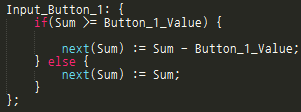 Input_Button_1: {
if(Sum >= Button_1_Value) {
next(Sum) := Sum - Button_1_Value;
} else {
next(Sum) := Sum;
}
};